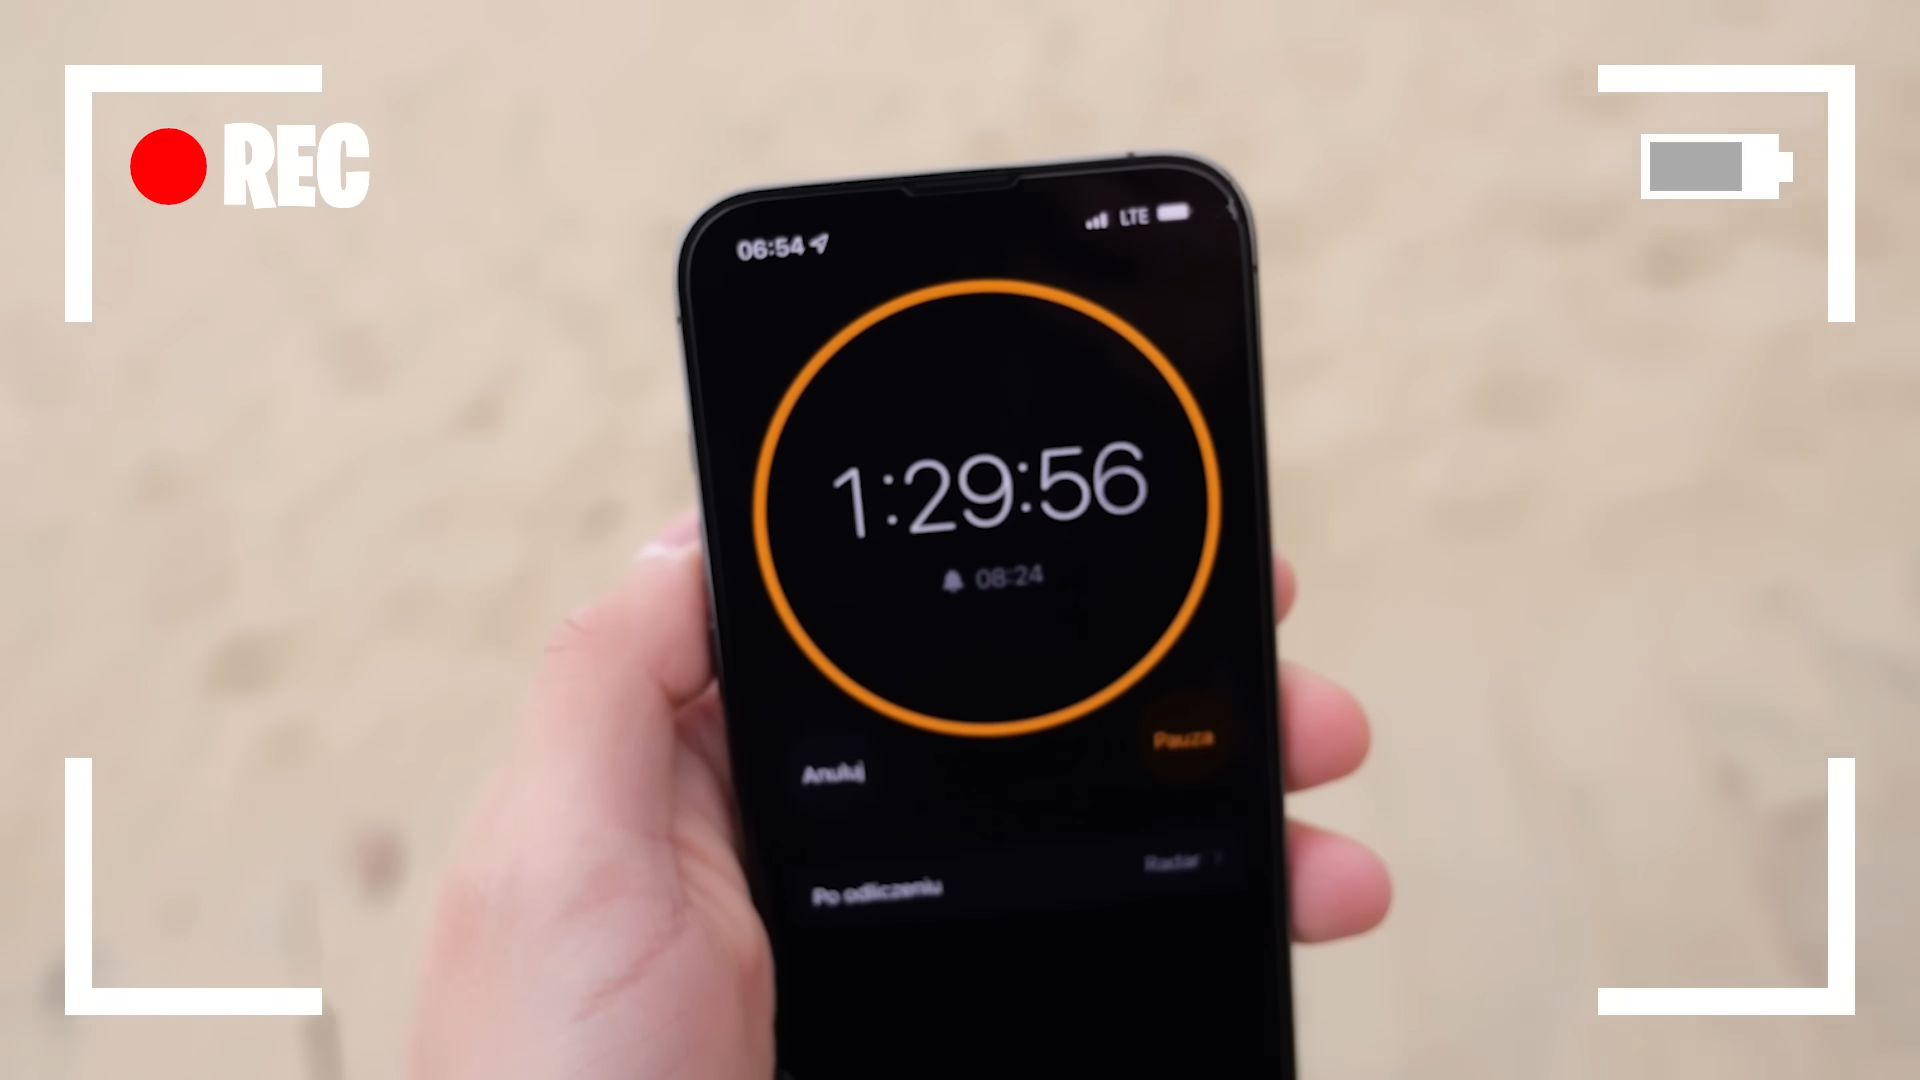 REC
06:54 LTE
1:29:56
08:24
Anuluj Pauza
Po odliczeniu Radar